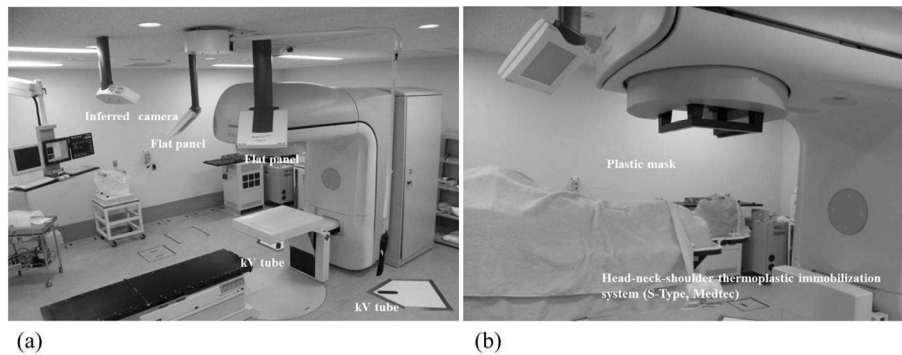 Inferred camera
Flat panel
Flat panel
kV tube
kV tube
Plastic mask
Head-neck-shoulder thermoplastic immobilization
system (S-Type, Medtec)
(a)
(b)